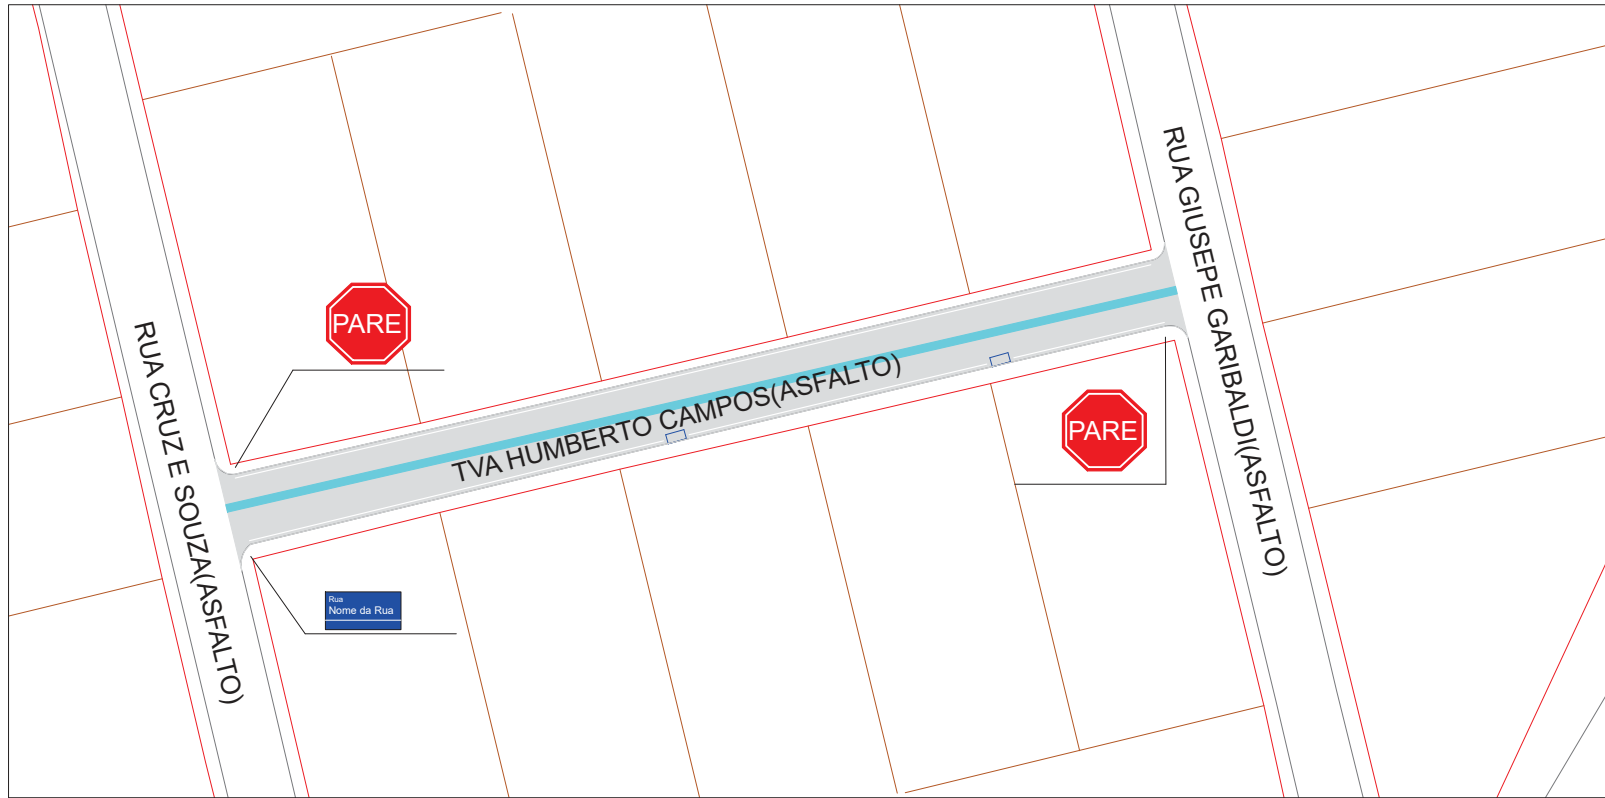 RUA GIUSEPE GARIBALDI(ASFALTO)
PARE
RUA CRUZ E SOUZA(ASFALTO)
TVA HUMBERTO CAMPOS(ASFALTO)
PARE
Rua
Nome da Rua